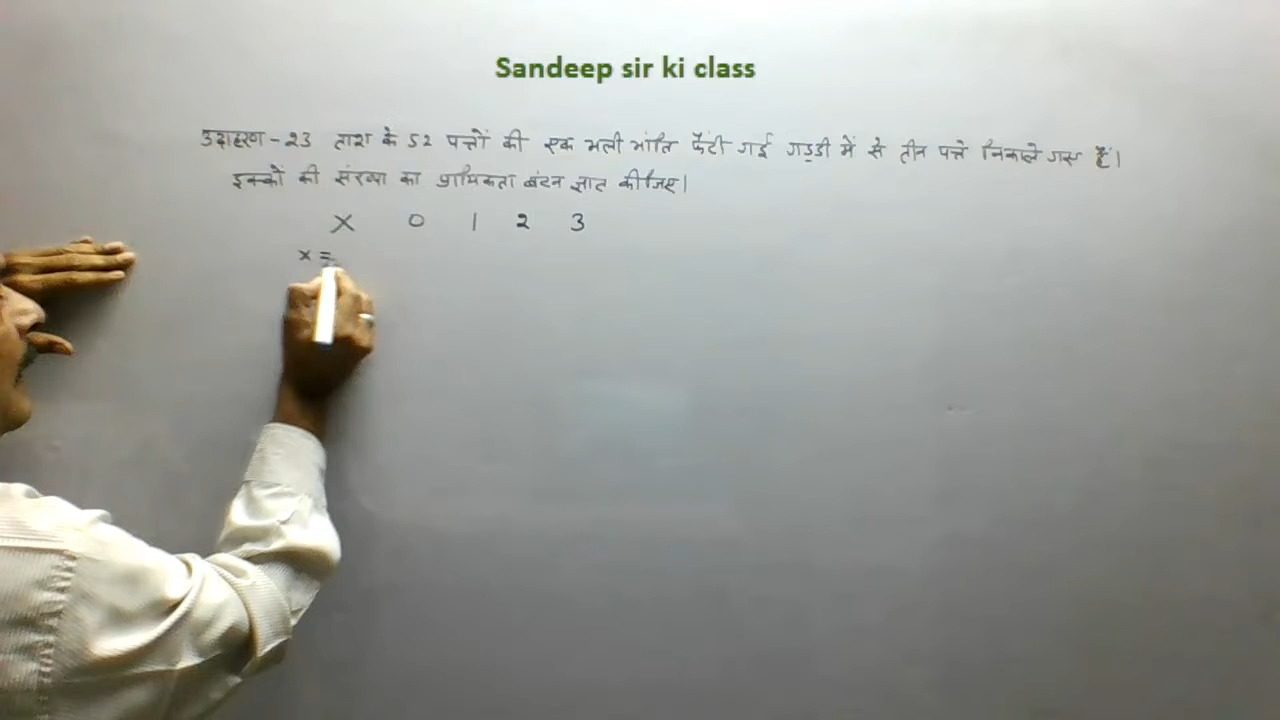 Sandeep sir ki class
उदाहरण - 23 ताश के 52 पत्तों की एक भली भांति फेंटी गई गड्डी में से तीन पत्ते निकाले गए हैं।
इक्कों की संख्या का प्रायिकता बंटन ज्ञात कीजिए।
X 0 1 2 3
x =